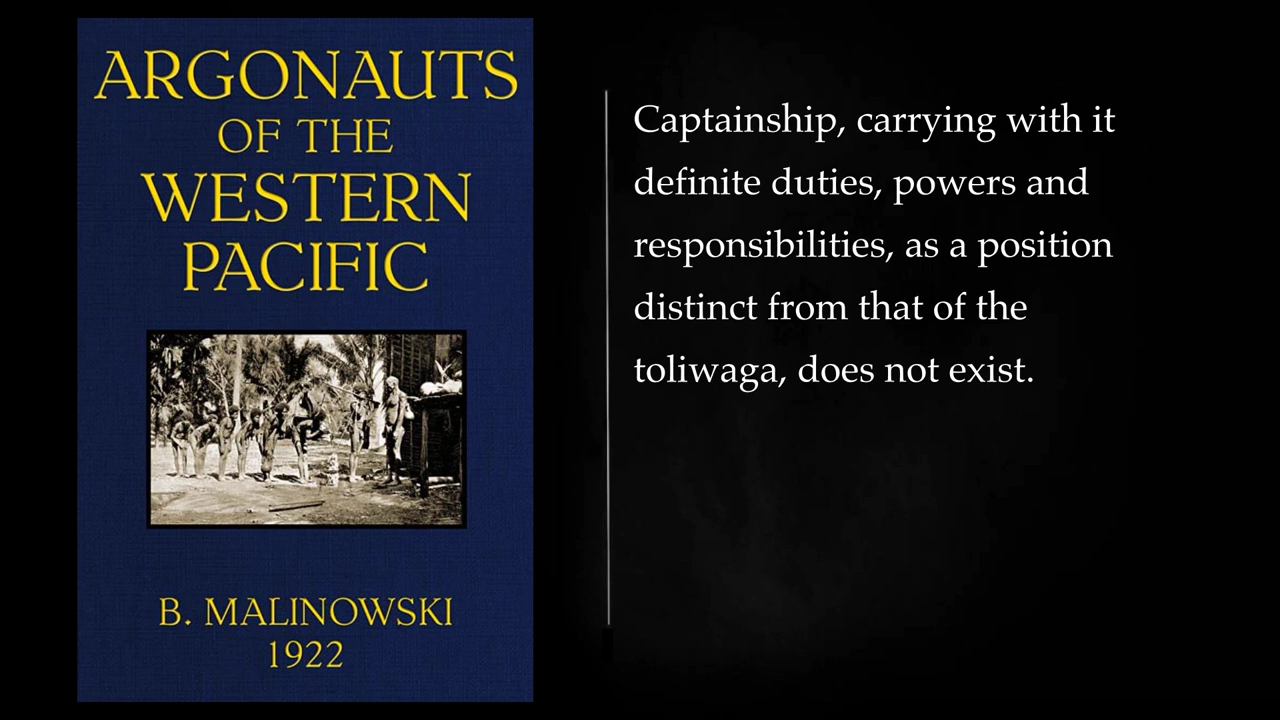 ARGONAUTS
OF THE
WESTERN
PACIFIC
B. MALINOWSKI
1922
Captainship, carrying with it
definite duties, powers and
responsibilities, as a position
distinct from that of the
toliwaga, does not exist.